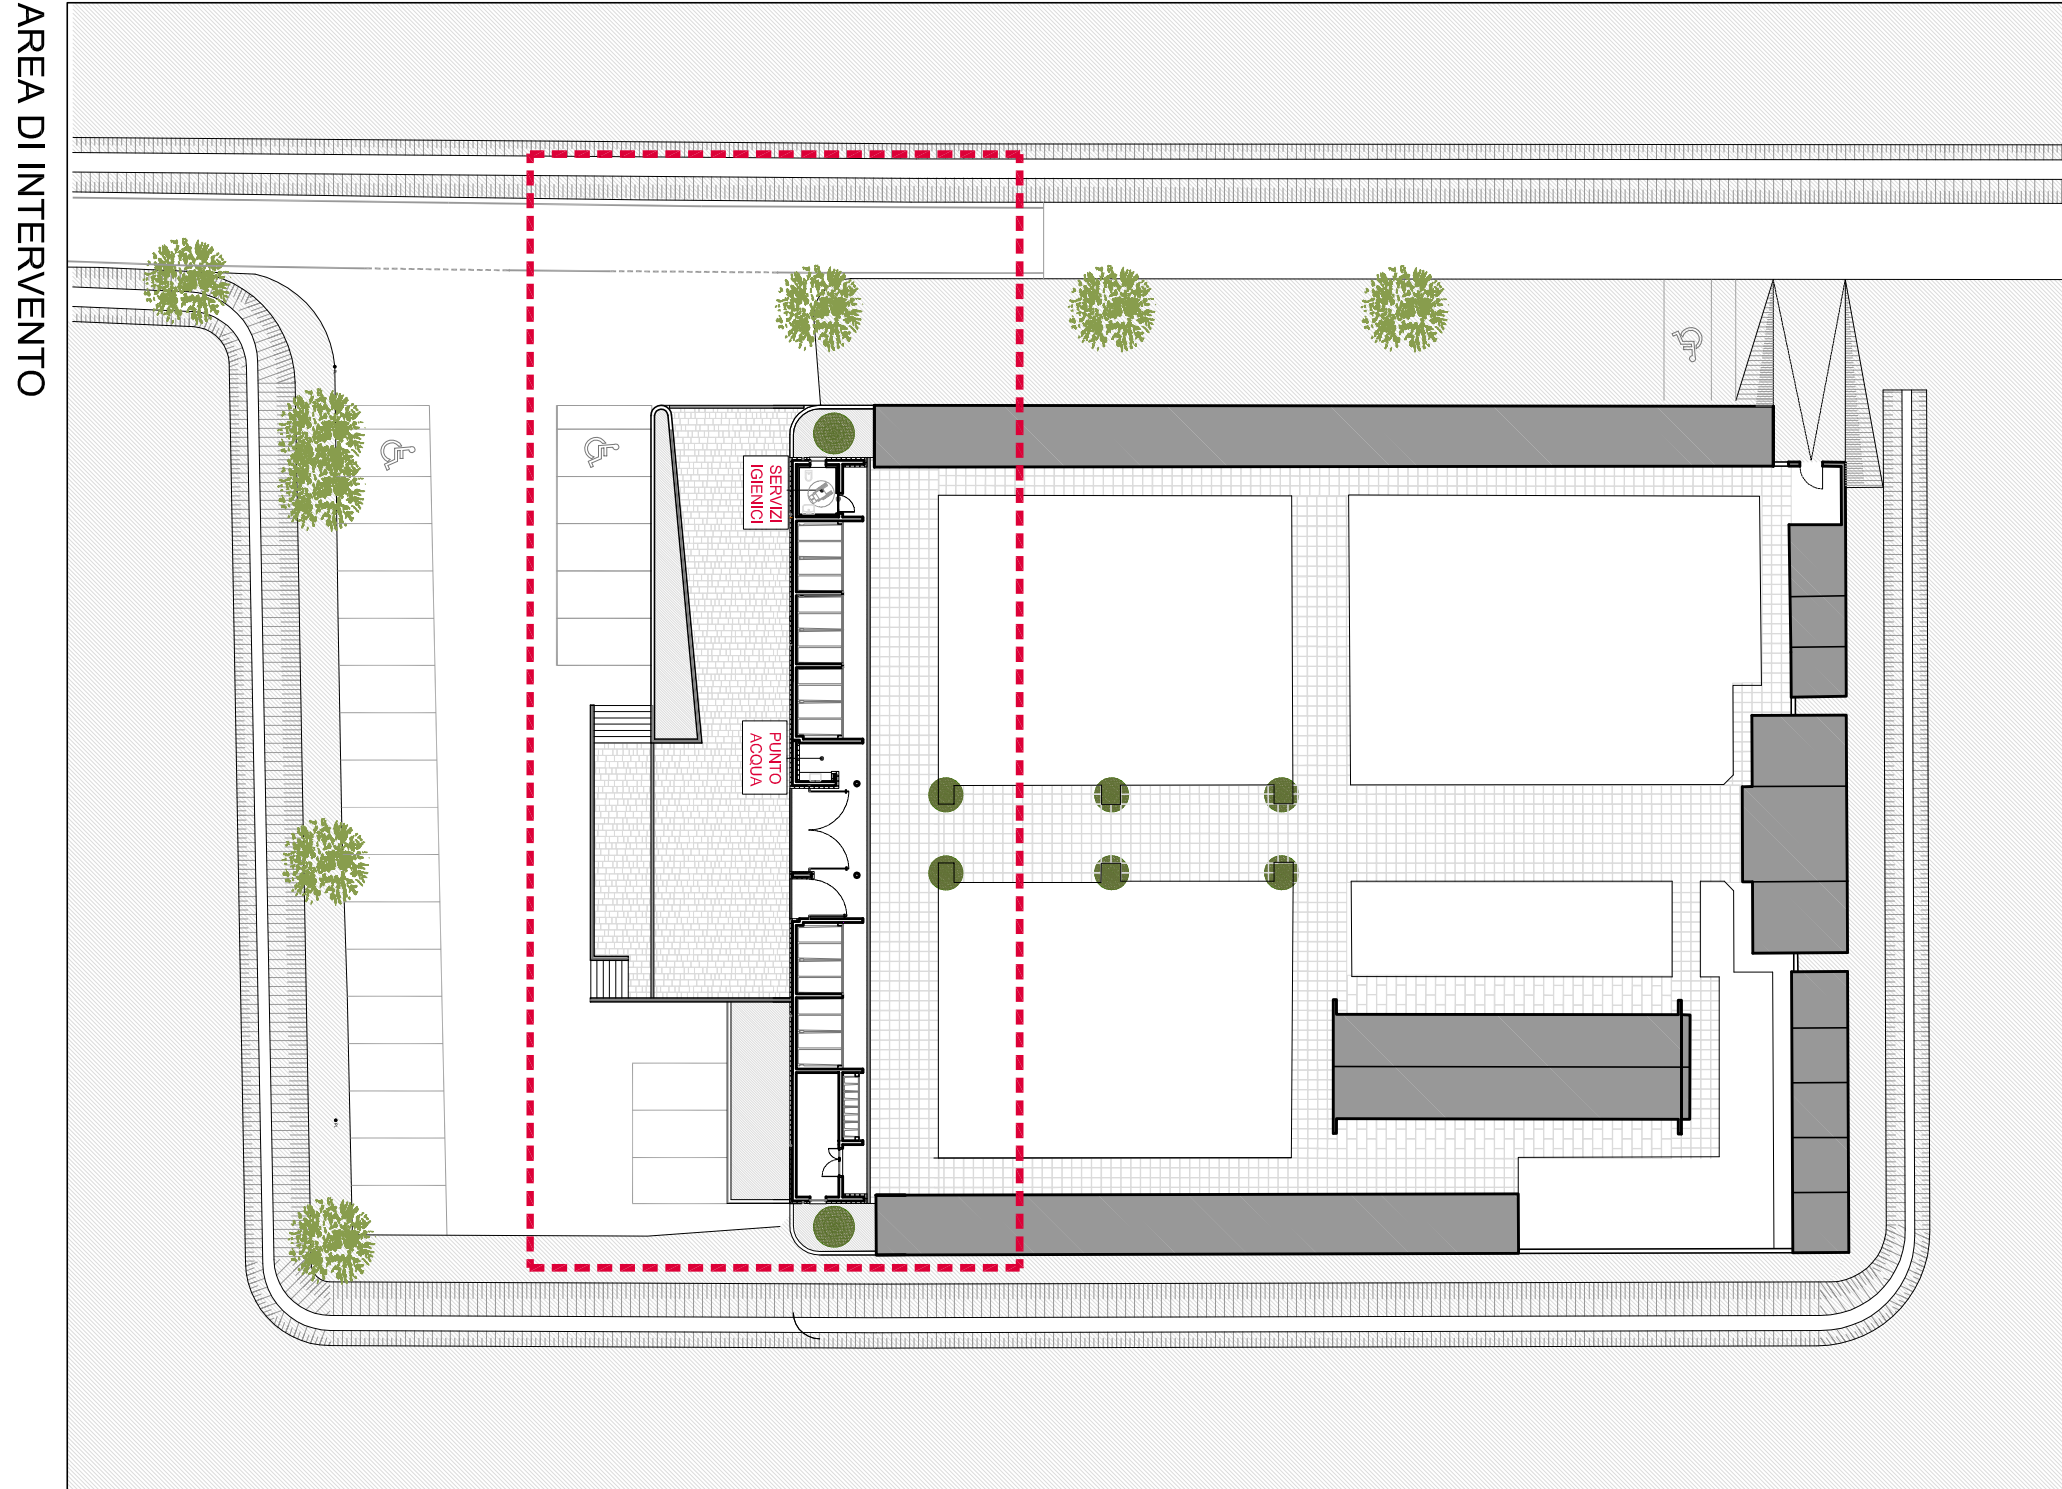 AREA DI INTERVENTO
SERVIZI
IGIENICI
PUNTO
ACQUA